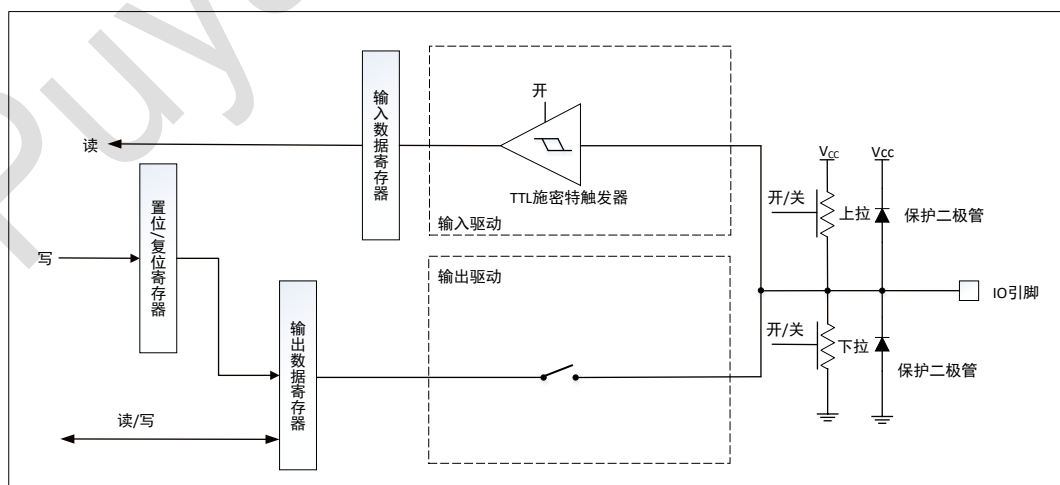 Puy
输入数据寄存器
开
TTL施密特触发器
输入驱动
读
置位/复位寄存器
写
输出数据寄存器
读/写
输出驱动
VCC
Vcc
开/关
上拉
保护二极管
IO引脚
开/关
下拉
保护二极管